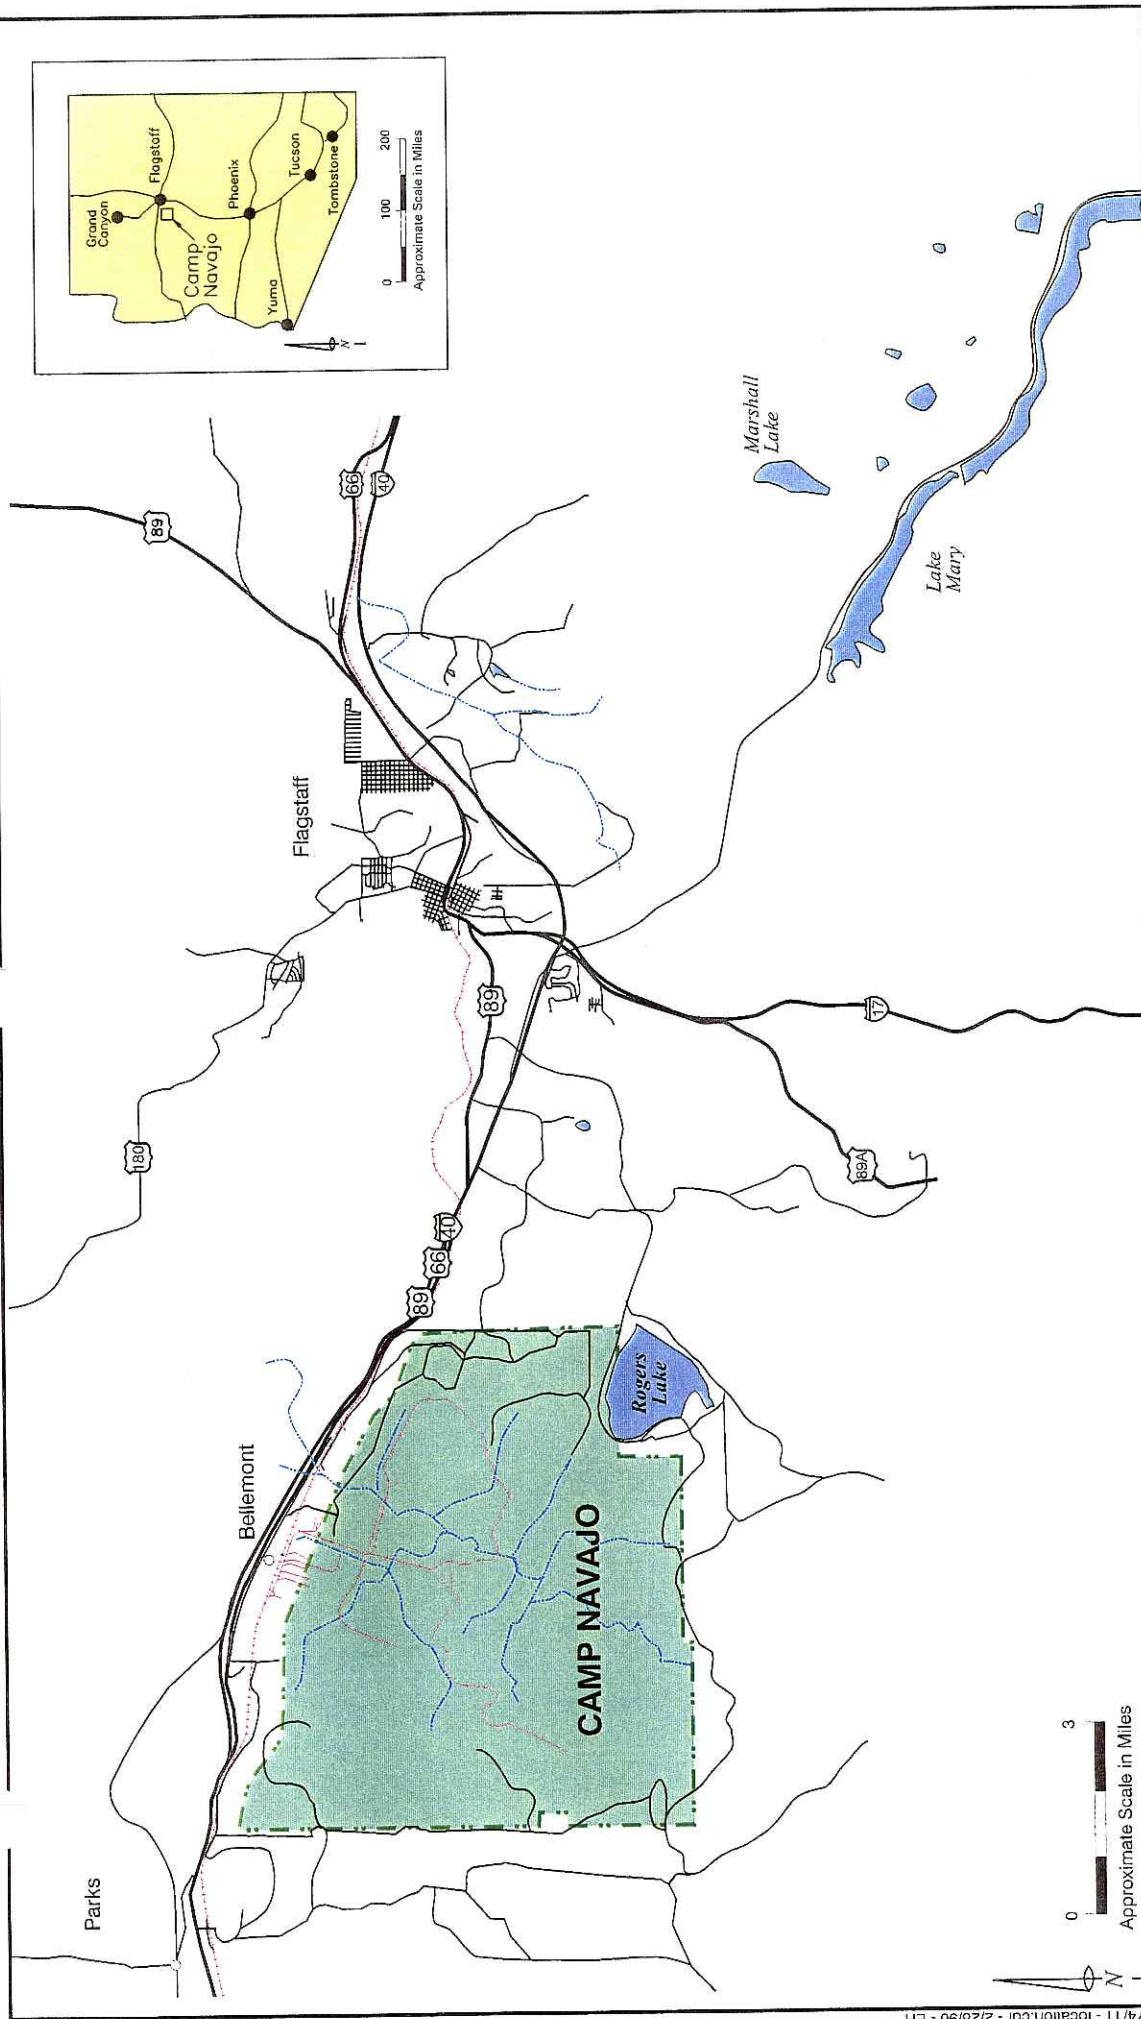 Grand
Canyon
Flagstaff
Camp
Navajo
Phoenix
Tucson
Tombstone
Yuma
N
0 100 200
Approximate Scale in Miles
Parks
Bellemont
Flagstaff
180
89
89
66
40
89
66
40
17
89A
Rogers
Lake
CAMP NAVAJO
Marshall
Lake
Lake
Mary
N
0 3
Approximate Scale in Miles